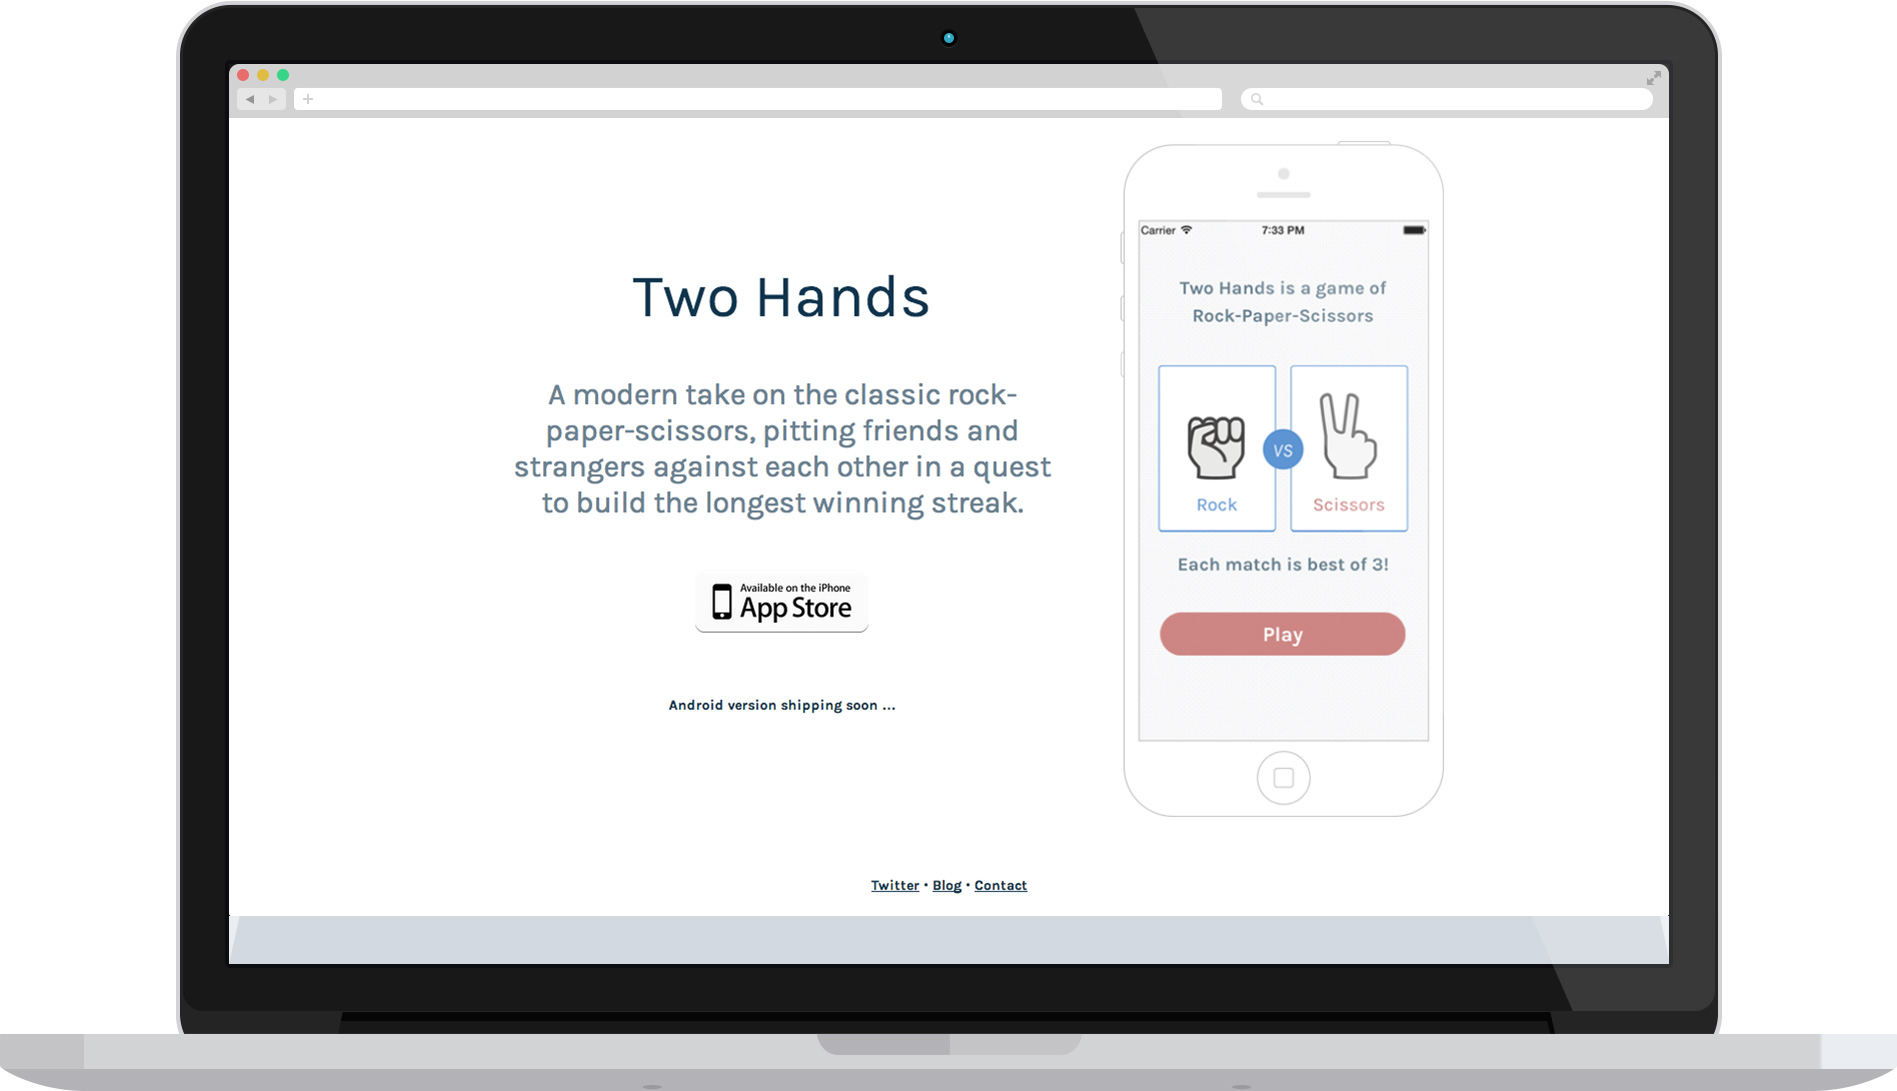 Two Hands
A modern take on the classic rock-
paper-scissors, pitting friends and
strangers against each other in a quest
to build the longest winning streak.
Available on the iPhone
App Store
Android version shipping soon ...
Carrier 7:33 PM
Two Hands is a game of
Rock-Paper-Scissors
VS
Rock Scissors
Each match is best of 3!
Play
Twitter • Blog • Contact